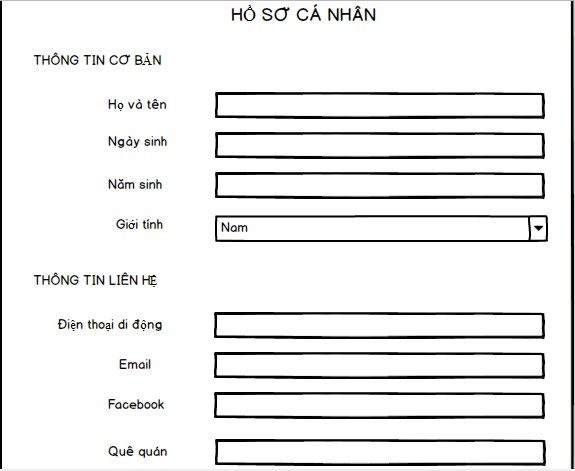 HỒ SƠ CÁ NHÂN
THÔNG TIN CƠ BẢN
Họ và tên
Ngày sinh
Năm sinh
Giới tính
Nam
THÔNG TIN LIÊN HỆ
Điện thoại di động
Email
Facebook
Quê quán